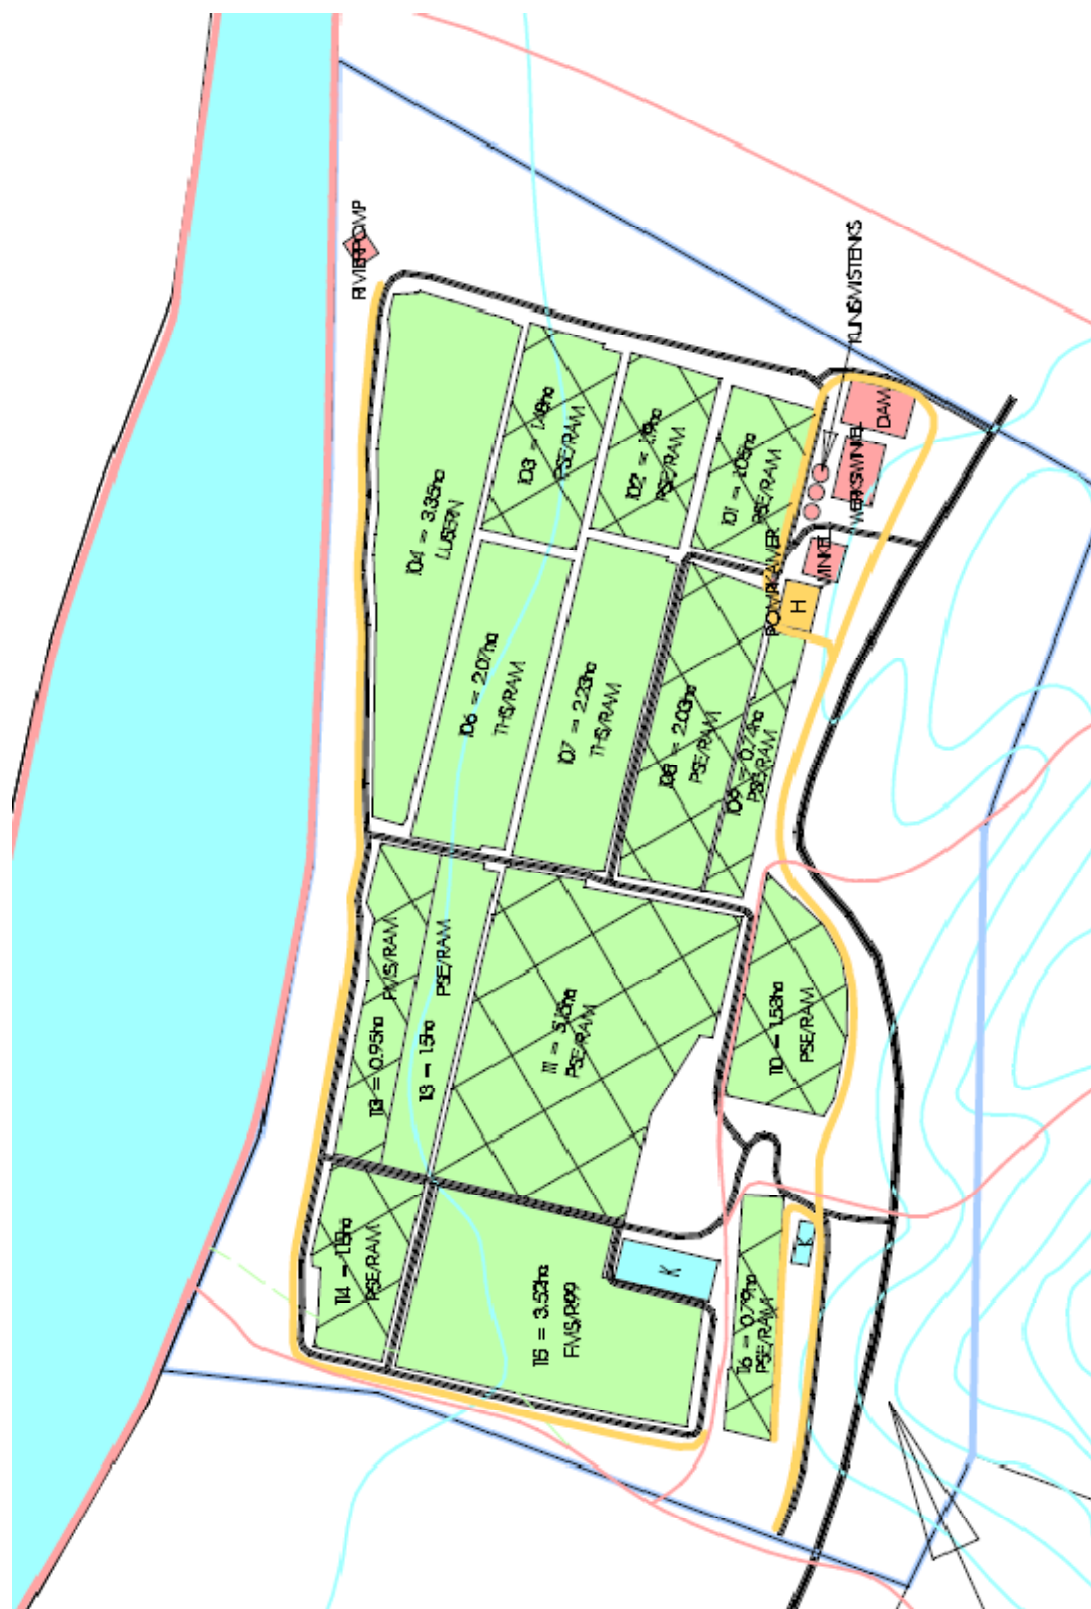 RIVIERPOMP
KUNSMISTENKS
DAM
WERKSWINKEL
WINKEL
POMPKAMER
H
104 = 3.35ha
LUSERN
103 = 1.48ha
PSE/RAM
102 = 1.19ha
PSE/RAM
101 = 1.05ha
PSE/RAM
106 = 2.07ha
THS/RAM
107 = 2.23ha
THS/RAM
108 = 2.03ha
PSE/RAM
109 = 0.74ha
PSE/RAM
113 = 0.95ha
FMS/RAM
113 = 1.5ha
PSE/RAM
111 = 5.15ha
PSE/RAM
110 = 1.53ha
PSE/RAM
114 = 1.15ha
PSE/RAM
115 = 3.52ha
FMS/R99
K
K
116 = 0.79ha
PSE/RAM